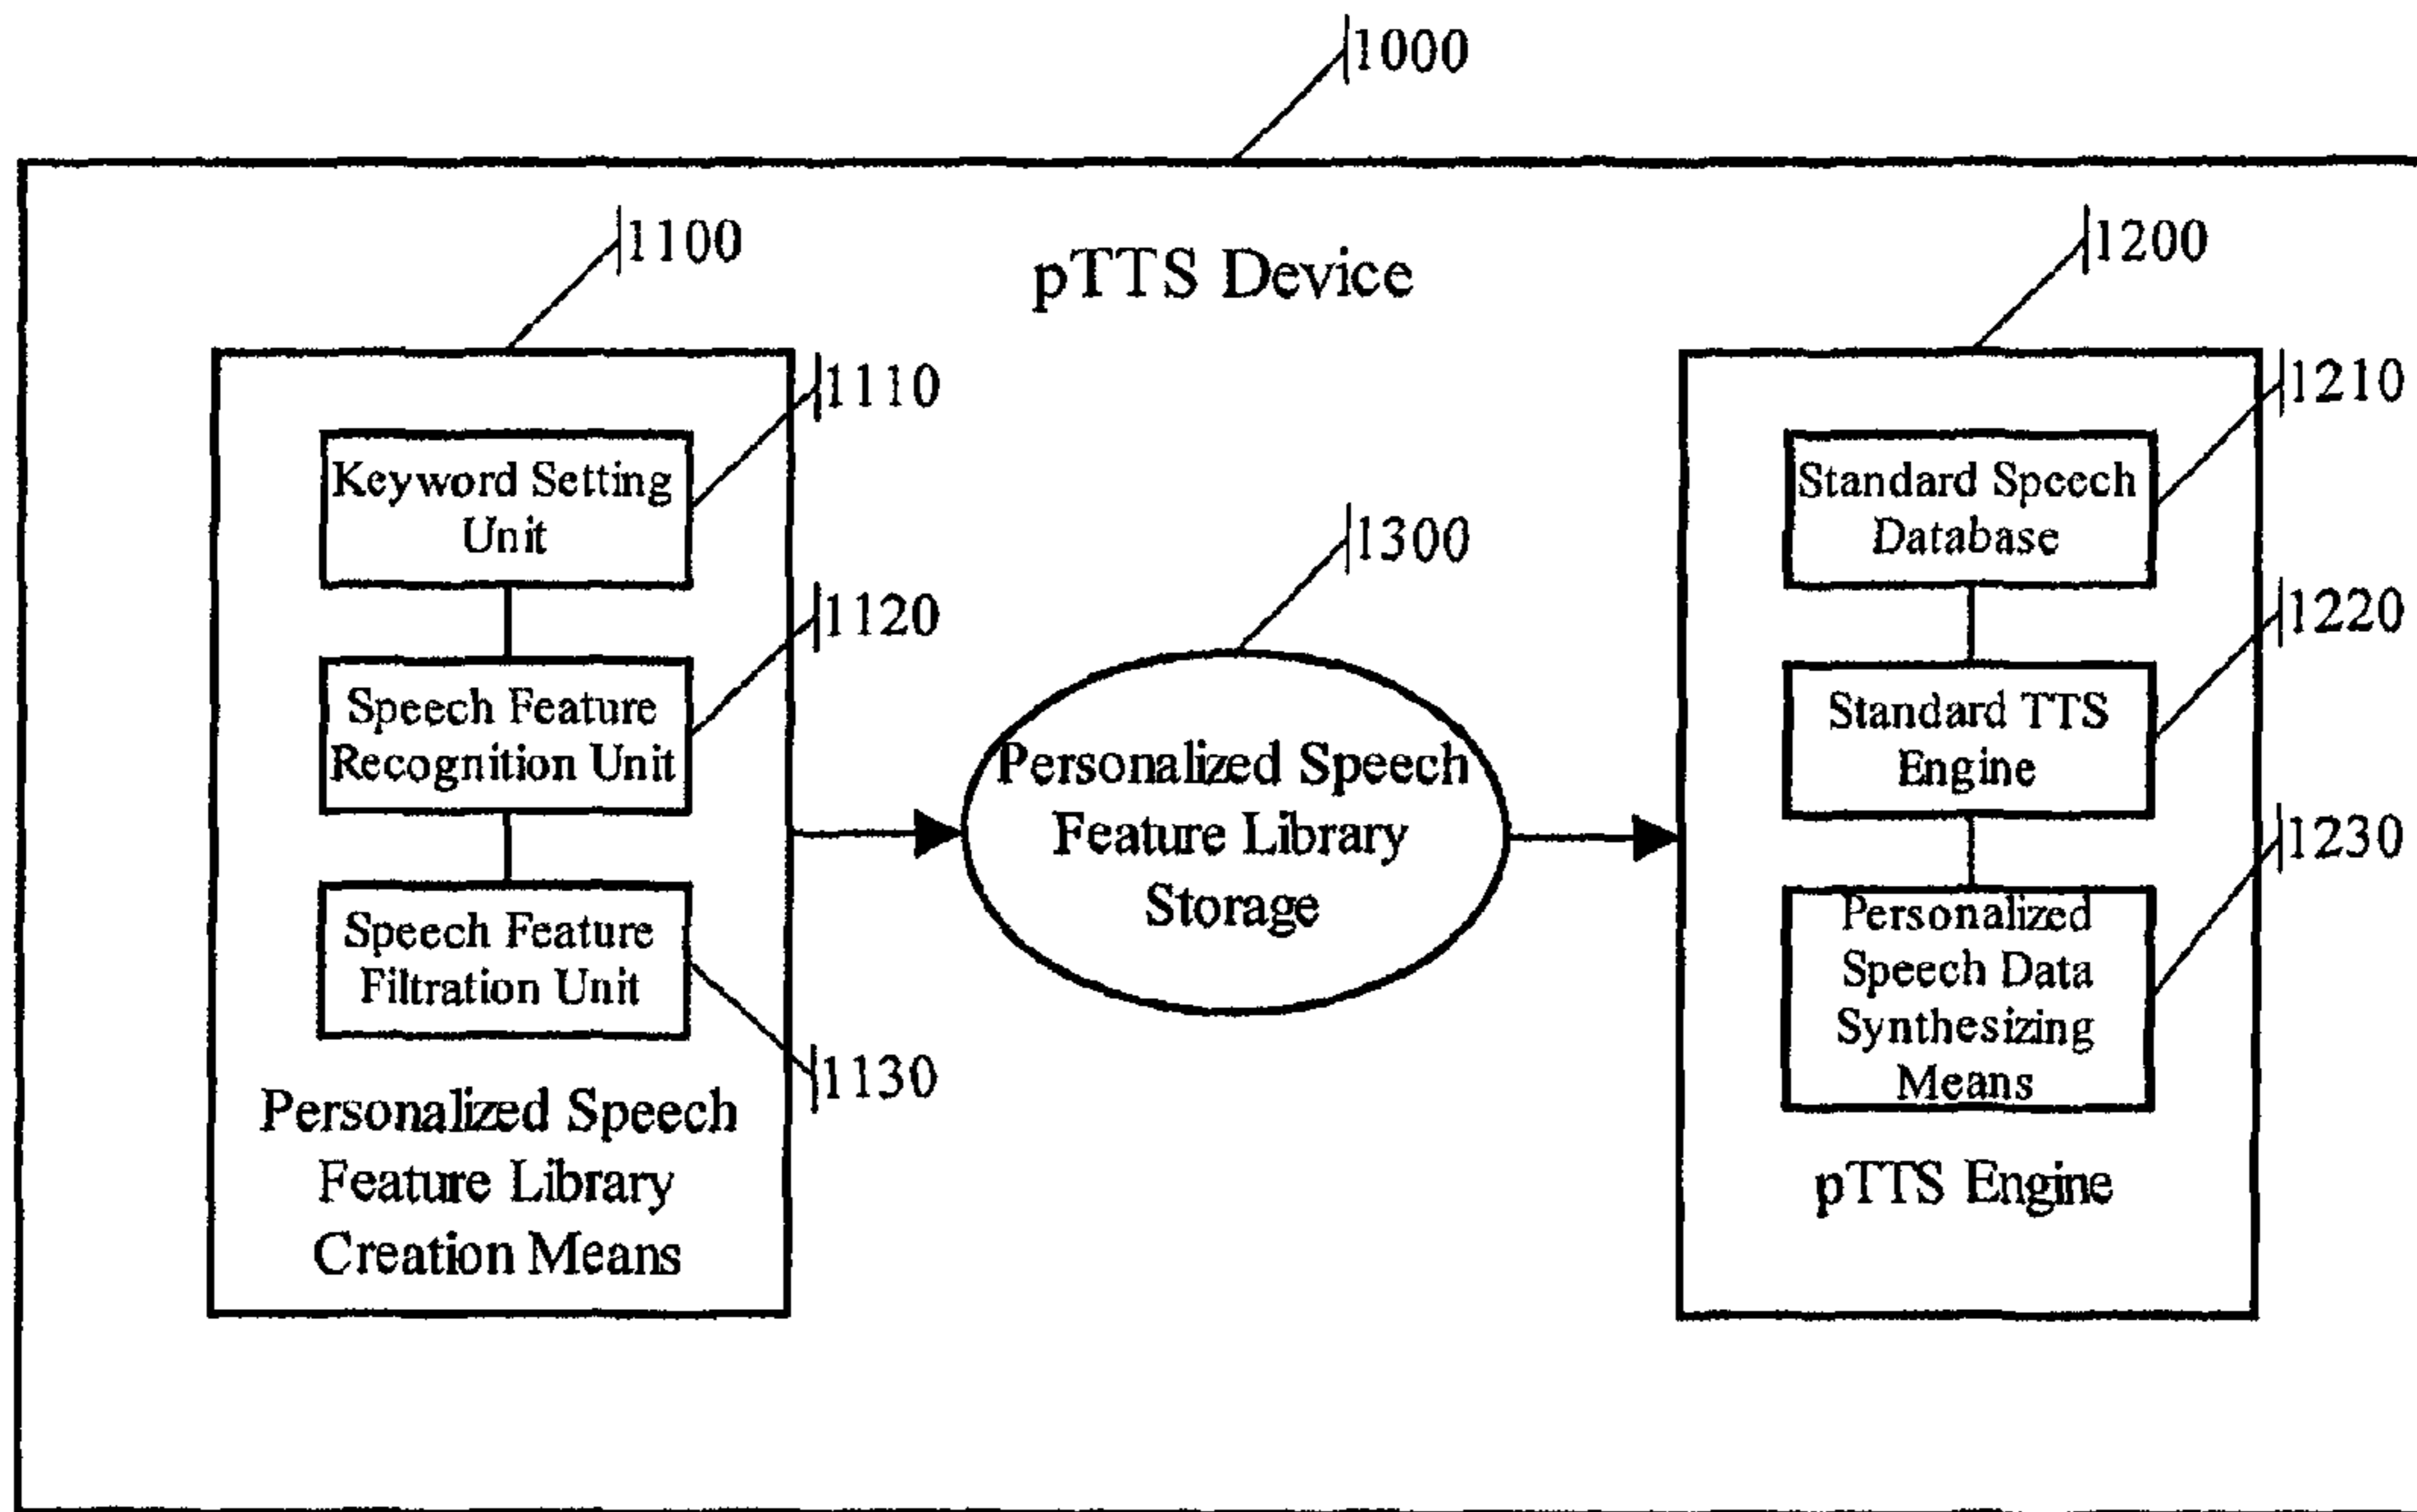 1000
pTTS Device
1100
1110
Keyword Setting
Unit
1120
Speech Feature
Recognition Unit
Speech Feature
Filtration Unit
1130
Personalized Speech
Feature Library
Creation Means
1300
Personalized Speech
Feature Library
Storage
1200
1210
Standard Speech
Database
1220
Standard TTS
Engine
1230
Personalized
Speech Data
Synthesizing
Means
pTTS Engine